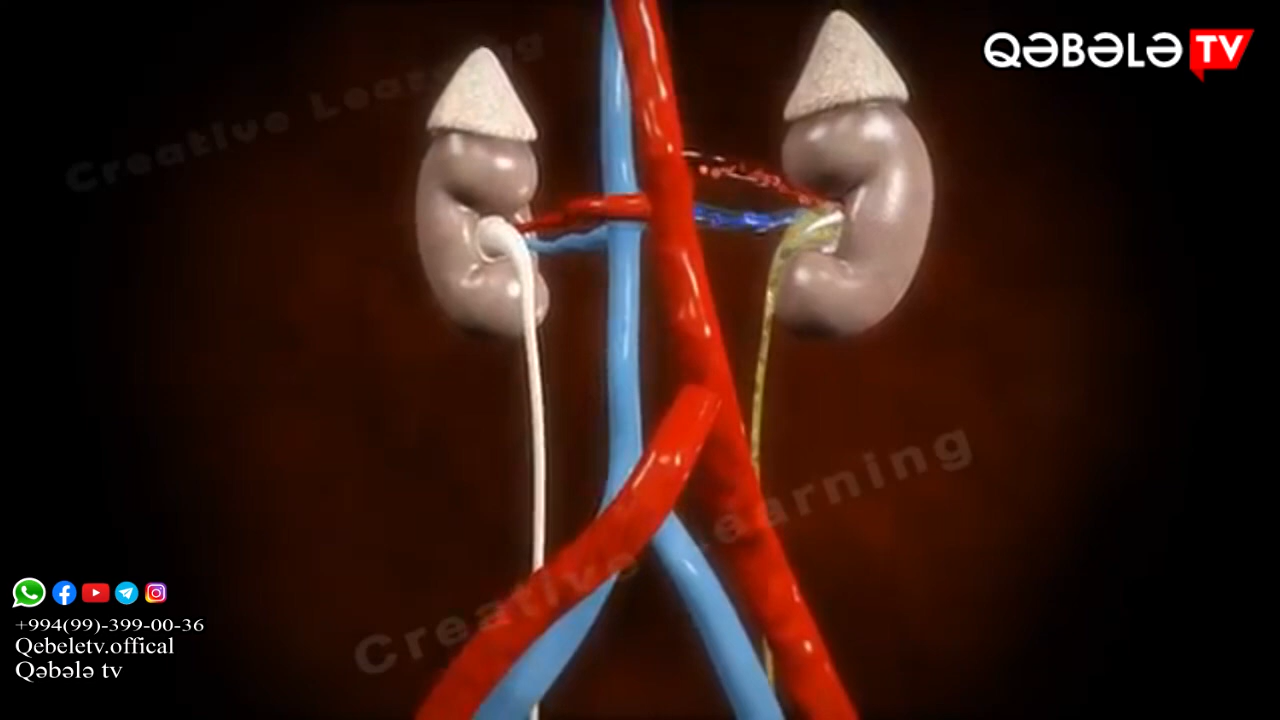 QƏBƏLƏ TV
Creative Learning
Creative Learning
+994(99)-399-00-36
Qebeletv.offical
Qəbələ tv